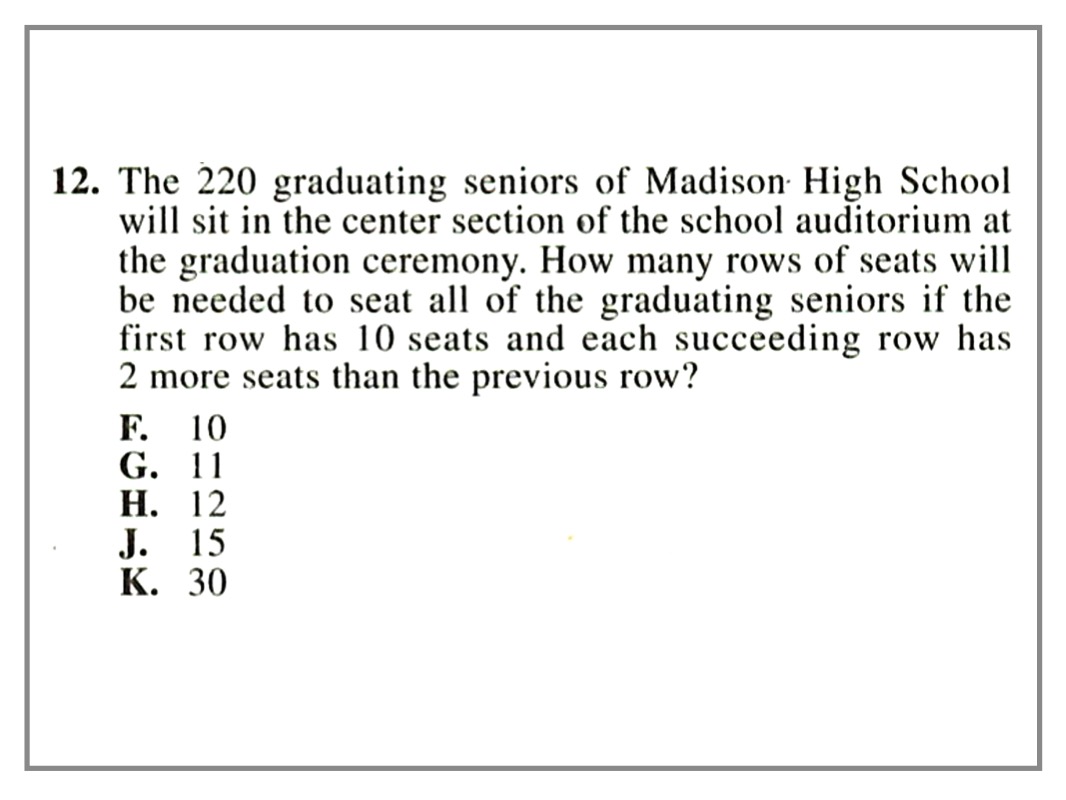 12. The 220 graduating seniors of Madison High School
will sit in the center section of the school auditorium at
the graduation ceremony. How many rows of seats will
be needed to seat all of the graduating seniors if the
first row has 10 seats and each succeeding row has
2 more seats than the previous row?
F. 10
G. 11
H. 12
J. 15
K. 30